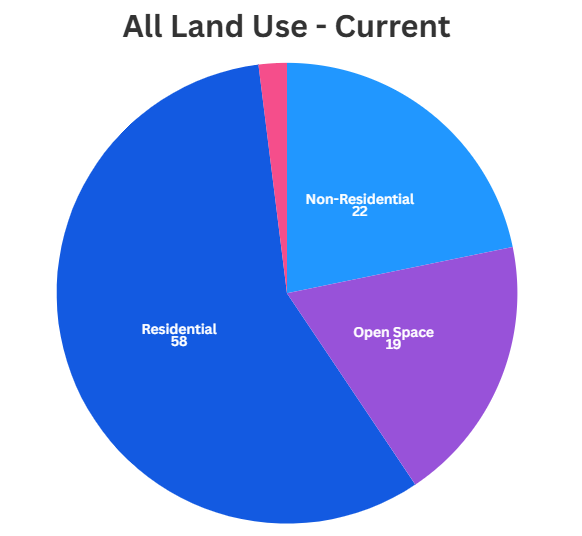 All Land Use - Current
Non-Residential
22
Open Space
19
Residential
58